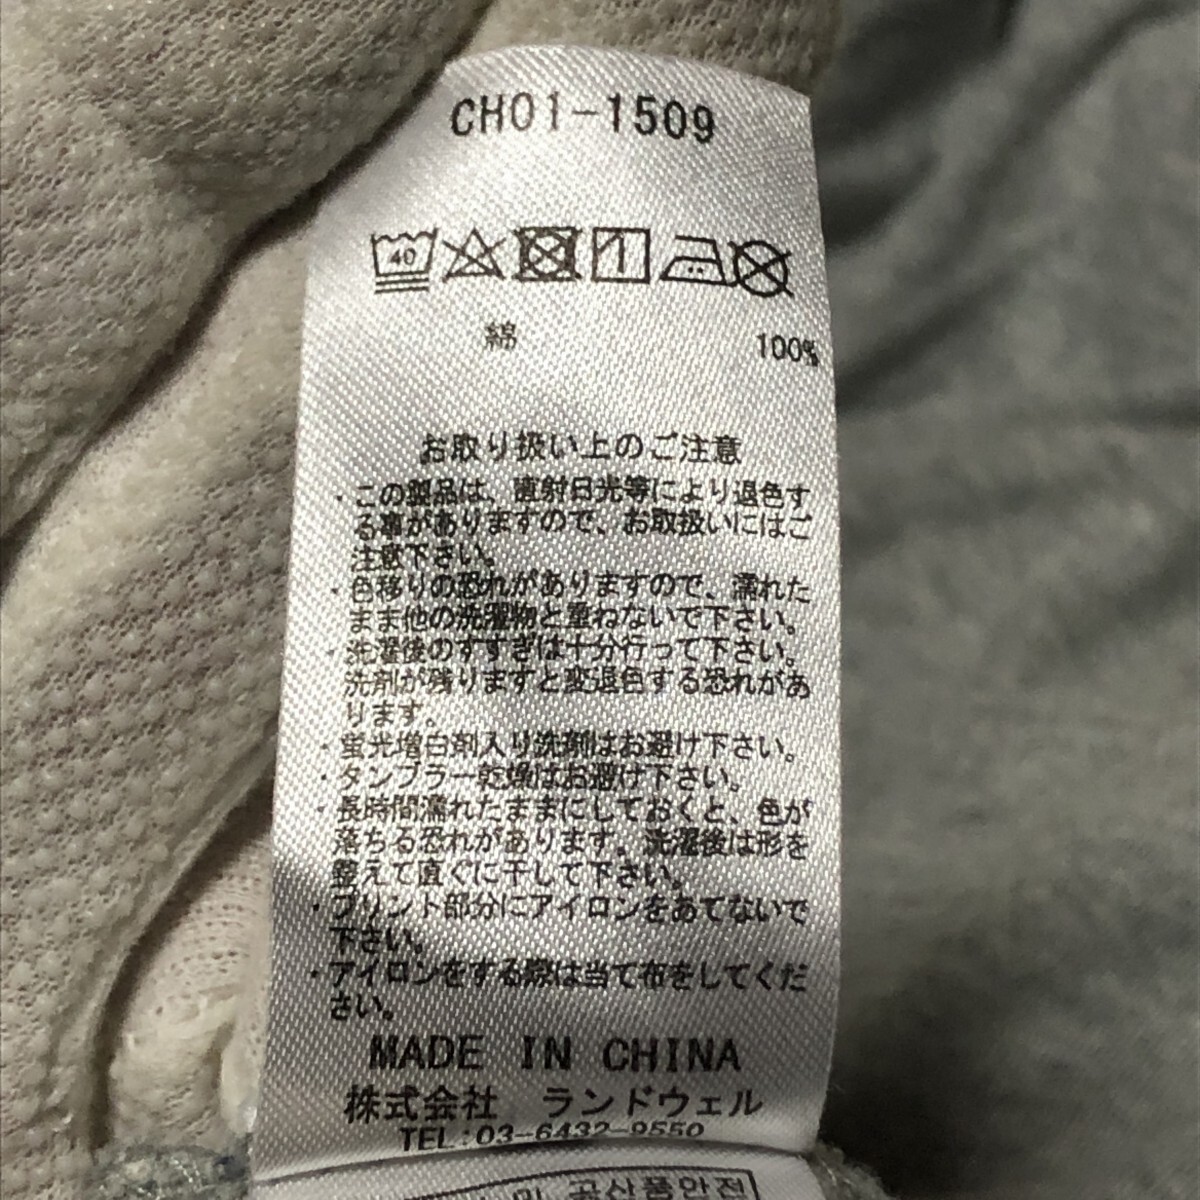 CH01-1509
40
綿 100%
お取り扱い上のご注意
・この製品は、直射日光等により退色す
る事がありますので、お取扱いにはご
注意下さい。
・色移りの恐れがありますので、濡れた
まま他の洗濯物と重ねないで下さい。
・洗濯後のすすぎは十分行って下さい。
洗剤が残りますと変退色する恐れがあ
ります。
・蛍光増白剤入り洗剤はお避け下さい。
・タンブラー乾燥はお避け下さい。
・長時間濡れたままにしておくと、色が
落ちる恐れがあります。洗濯後は形を
整えて直ぐに干して下さい。
・プリント部分にアイロンをあてないで
下さい。
・アイロンをする際は当て布をしてくだ
さい。
MADE IN CHINA
株式会社 ランドウェル
TEL:03-6432-9550
및 공산품안전